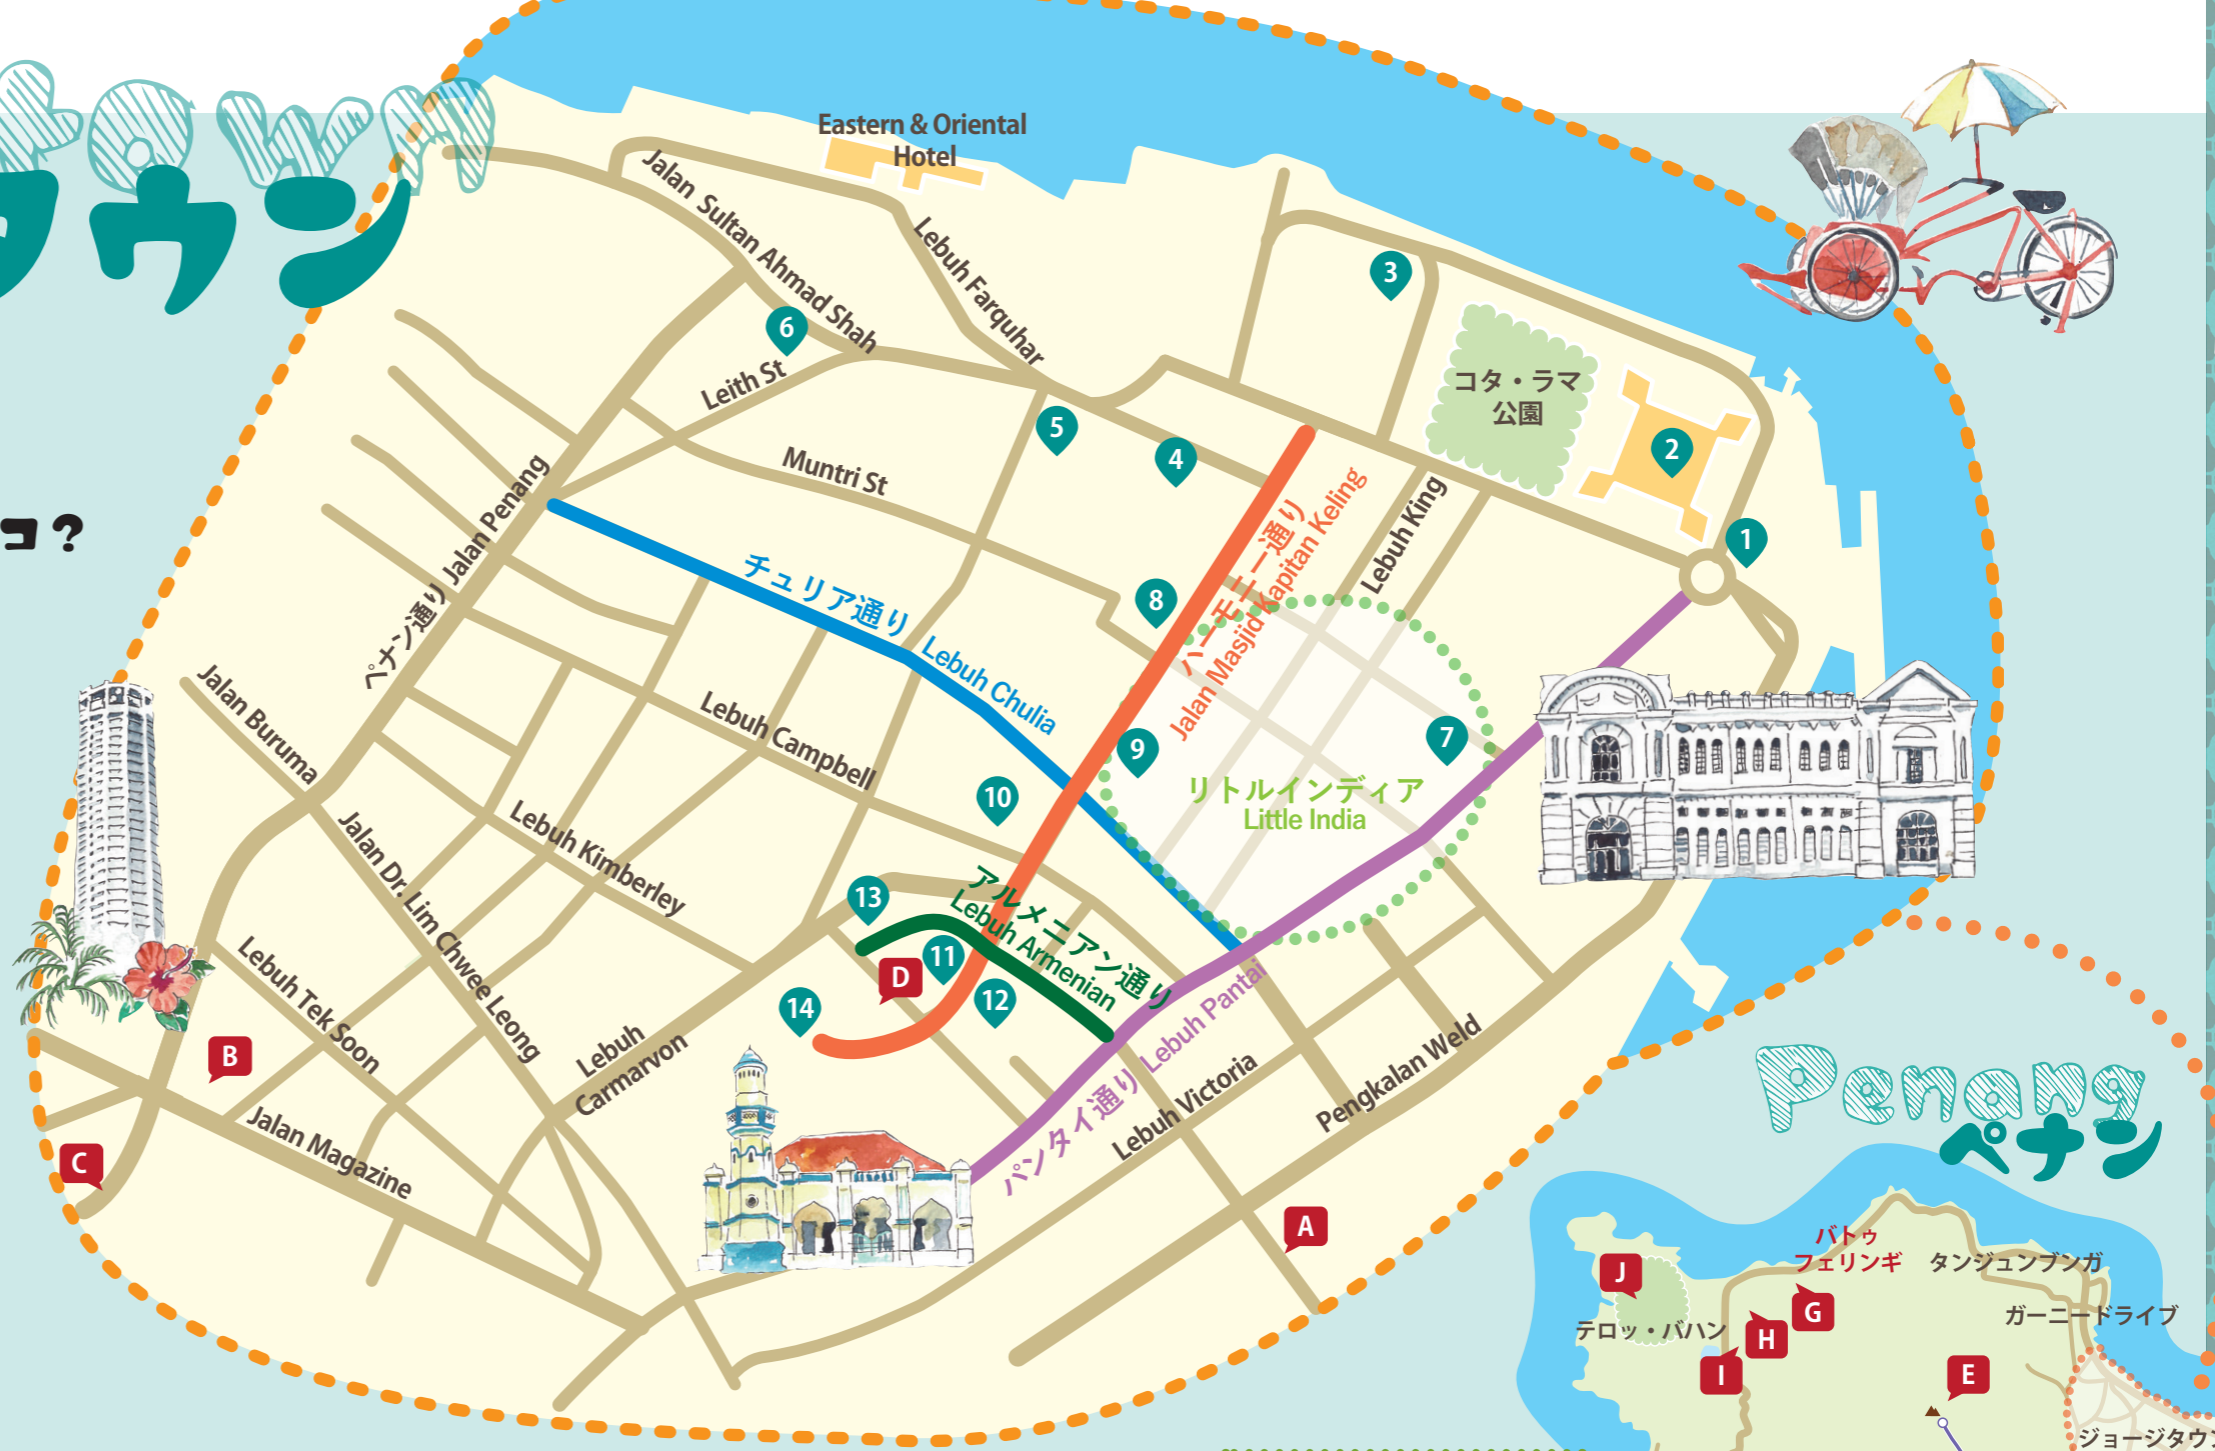 town
タウン
コ?
Eastern & Oriental
Hotel
Jalan Sultan Ahmad Shah
Lebuh Farquhar
3
6
Leith St
コタ・ラマ
公園
2
5
4
Muntri St
1
ペナン通り Jalan Penang
ハーモニー通り
Jalan Masjid Kapitan Keling
Lebuh King
チュリア通り Lebuh Chulia
8
Jalan Buruma
Lebuh Campbell
9
7
リトルインディア
Little India
10
Lebuh Kimberley
Jalan Dr. Lim Chwee Leong
13
アルメニアン通り
Lebuh Armenian
11
D
12
14
Lebuh Tek Soon
B
Lebuh
Carmarvon
パンタイ通り Lebuh Pantai
Lebuh Victoria
Pengkalan Weld
Jalan Magazine
C
A
Penang
ペナン
バトゥ
フェリンギ
タンジュンブンガ
J
G
ガーニードライブ
テロッ・バハン
H
I
E
ジョージタウ